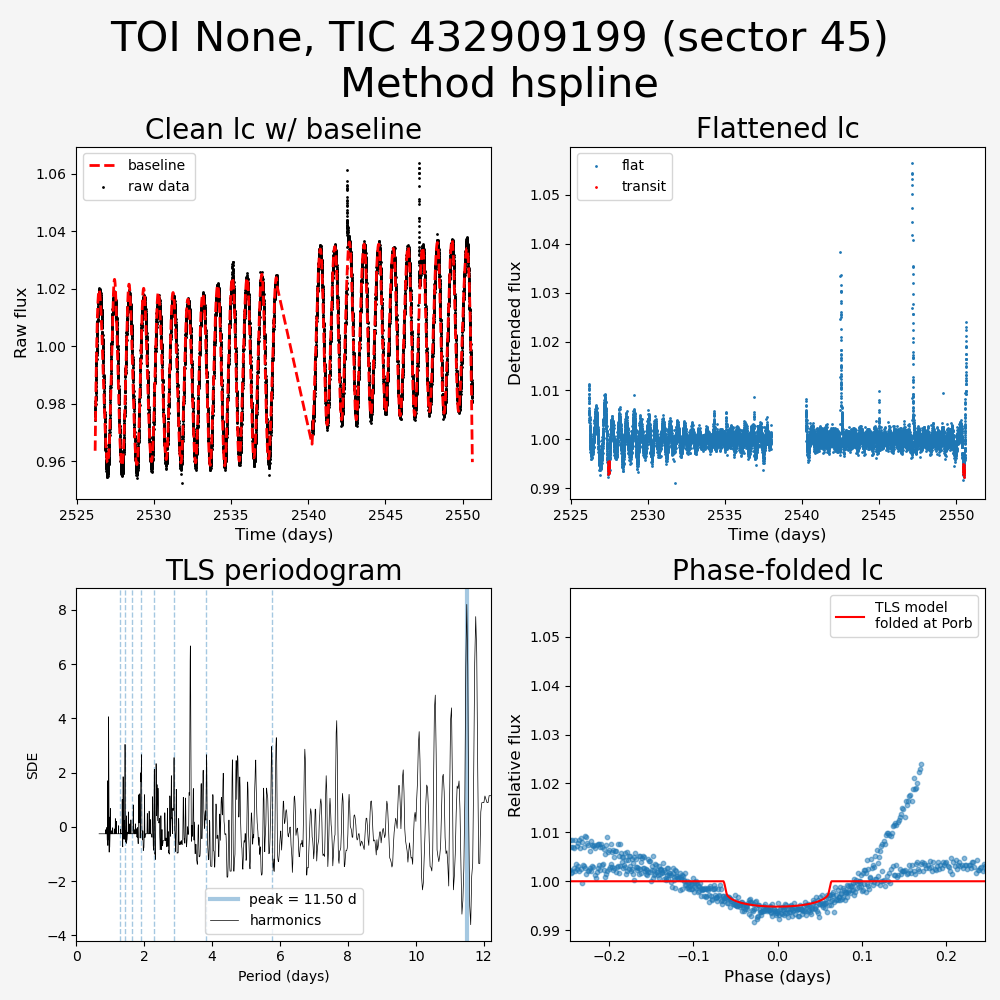 TOI None, TIC 432909199 (sector 45)
Method hspline
Clean lc w/ baseline
Flattened lc
baseline
raw data
flat
transit
1.06
1.04
1.02
1.00
0.98
0.96
Raw flux
2525
2530
2535
2540
2545
2550
Time (days)
1.05
1.04
1.03
1.02
1.01
1.00
0.99
Detrended flux
2525
2530
2535
2540
2545
2550
Time (days)
TLS periodogram
Phase-folded lc
8
6
4
2
0
−2
−4
SDE
peak = 11.50 d
harmonics
0
2
4
6
8
10
12
Period (days)
TLS model
folded at Porb
1.05
1.04
1.03
1.02
1.01
1.00
0.99
Relative flux
−0.2
−0.1
0.0
0.1
0.2
Phase (days)